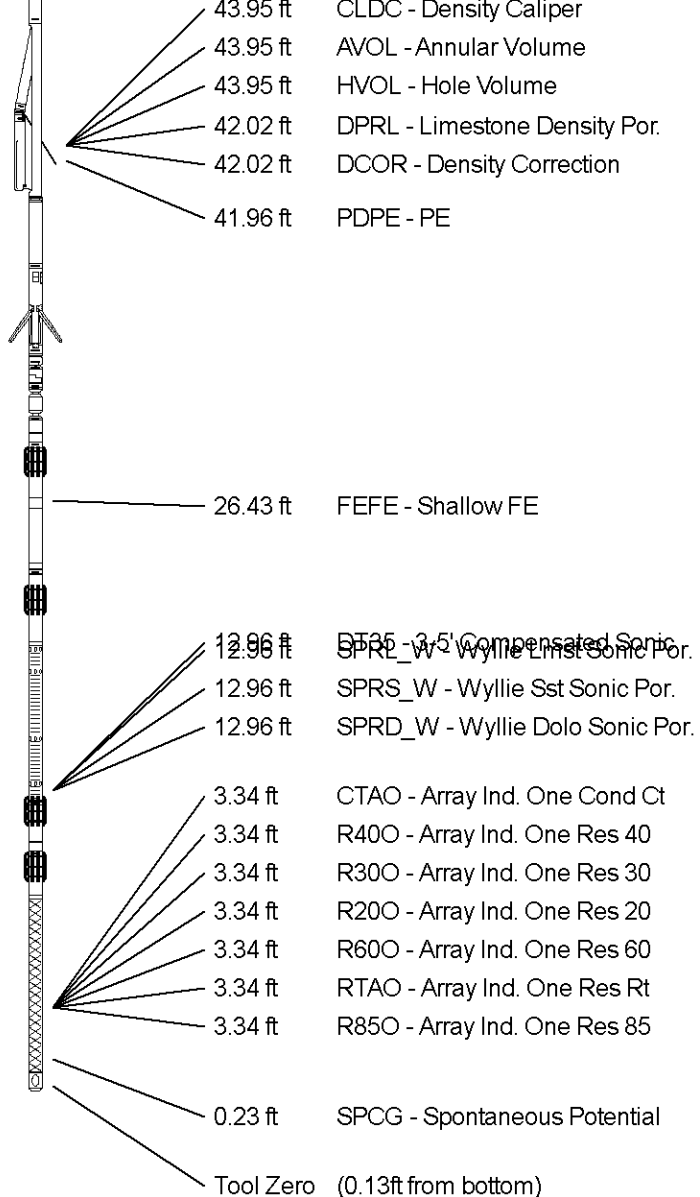 43.95 ft CLDC - Density Caliper
43.95 ft AVOL - Annular Volume
43.95 ft HVOL - Hole Volume
42.02 ft DPRL - Limestone Density Por.
42.02 ft DCOR - Density Correction
41.96 ft PDPE - PE
26.43 ft FEFE - Shallow FE
12.96 ft DT35 - 3-5' Compensated Sonic
12.96 ft SPRL_W - Wyllie Lmst Sonic Por.
12.96 ft SPRS_W - Wyllie Sst Sonic Por.
12.96 ft SPRD_W - Wyllie Dolo Sonic Por.
3.34 ft CTAO - Array Ind. One Cond Ct
3.34 ft R40O - Array Ind. One Res 40
3.34 ft R30O - Array Ind. One Res 30
3.34 ft R20O - Array Ind. One Res 20
3.34 ft R60O - Array Ind. One Res 60
3.34 ft RTAO - Array Ind. One Res Rt
3.34 ft R85O - Array Ind. One Res 85
0.23 ft SPCG - Spontaneous Potential
Tool Zero (0.13ft from bottom)